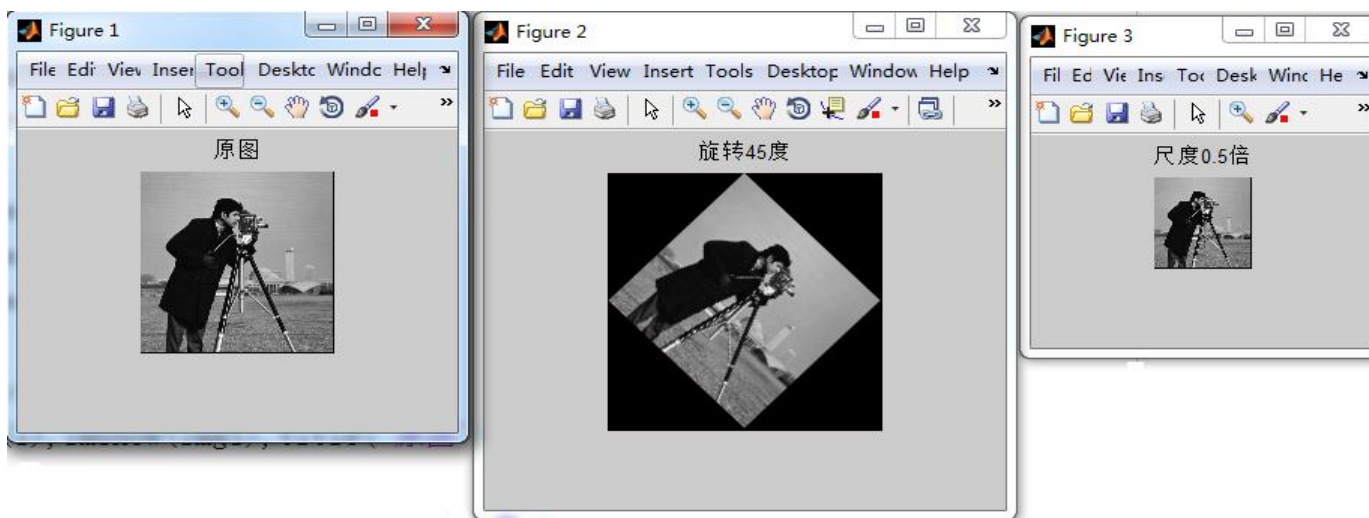 Figure 1
File Edi Viev Inser Tool Desktc Windc Help
原图
Figure 2
File Edit View Insert Tools Desktop Window Help
旋转45度
Figure 3
Fil Ed Vie Ins Toc Desk Winc He
尺度0.5倍